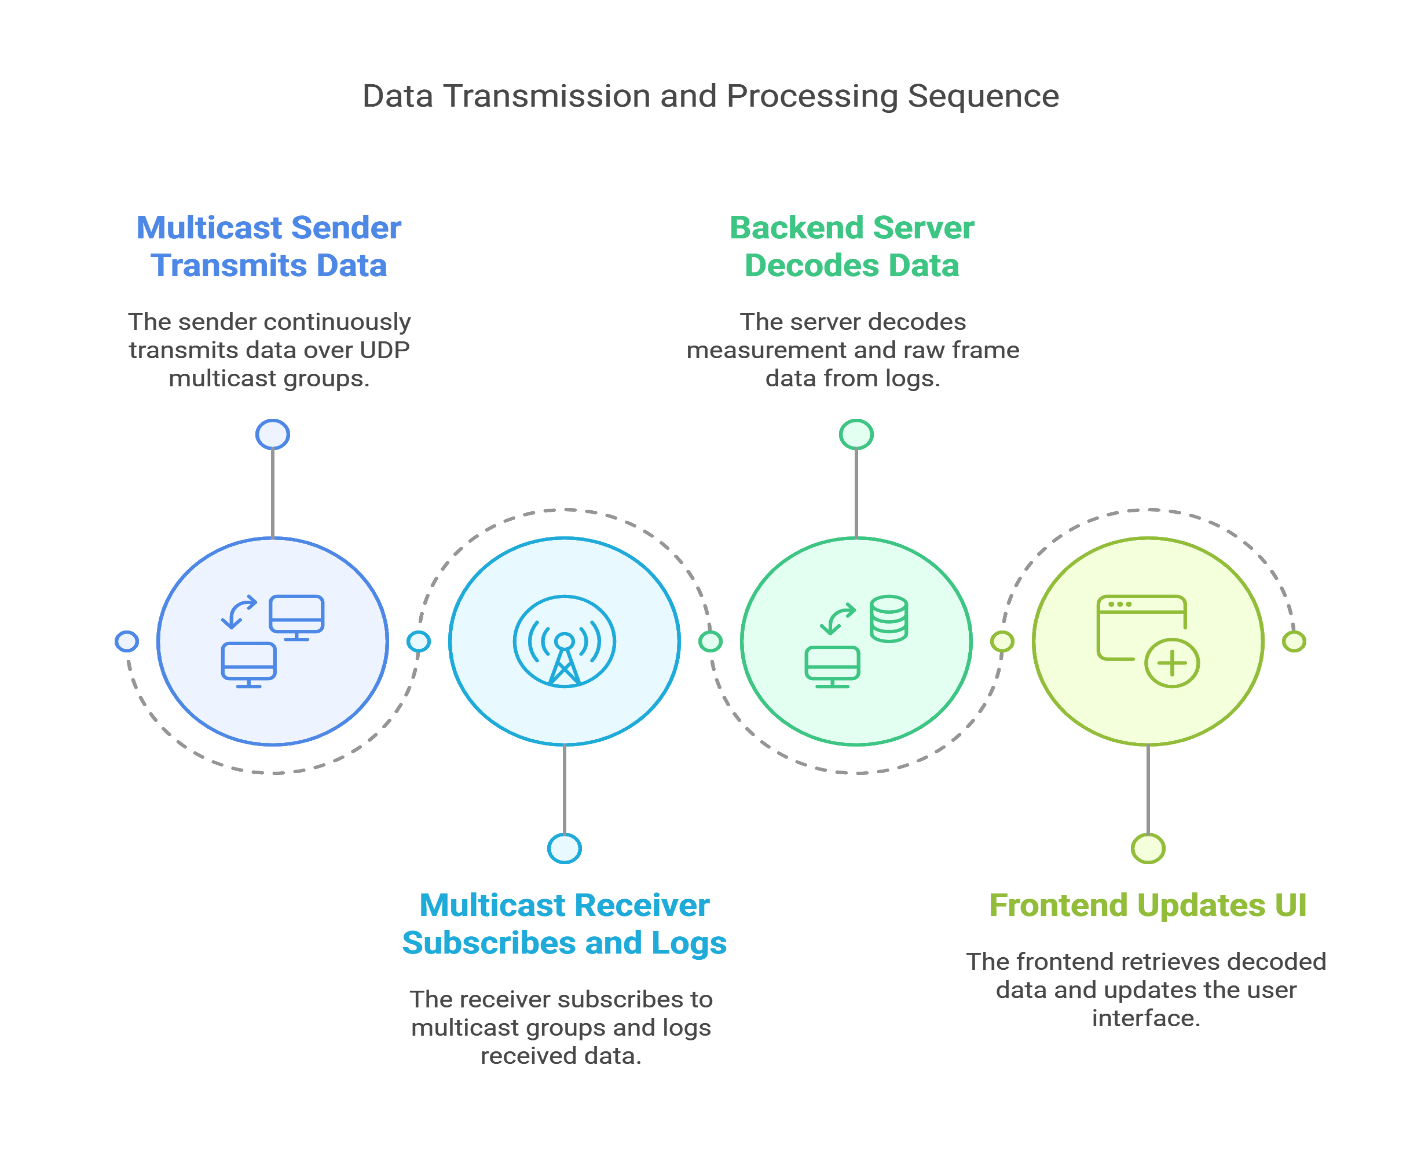 Data Transmission and Processing Sequence
Multicast Sender
Transmits Data
The sender continuously
transmits data over UDP
multicast groups.
Multicast Receiver
Subscribes and Logs
The receiver subscribes to
multicast groups and logs
received data.
Backend Server
Decodes Data
The server decodes
measurement and raw frame
data from logs.
Frontend Updates UI
The frontend retrieves decoded
data and updates the user
interface.